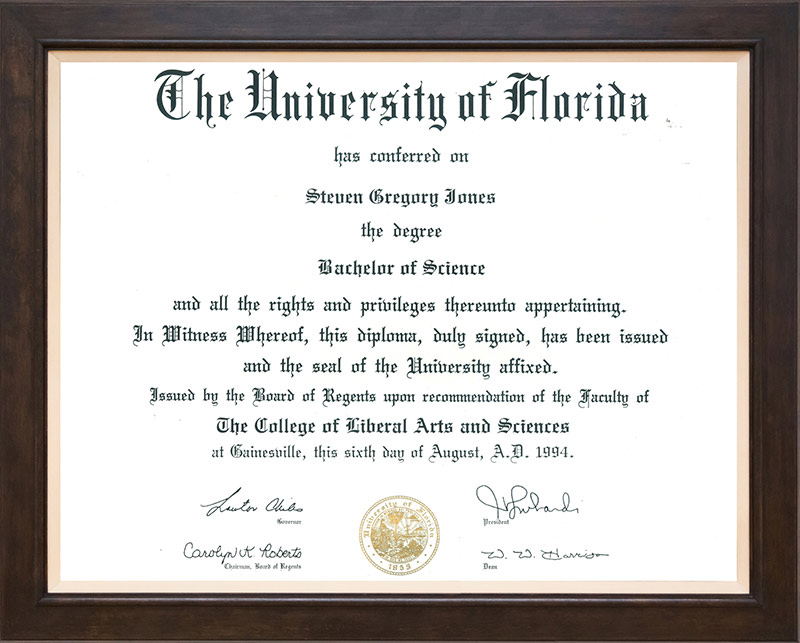 The University of Florida
has conferred on
Steven Gregory Jones
the degree
Bachelor of Science
and all the rights and privileges thereunto appertaining.
In Witness Whereof, this diploma, duly signed, has been issued
and the seal of the University affixed.
Issued by the Board of Regents upon recommendation of the Faculty of
The College of Liberal Arts and Sciences
at Gainesville, this sixth day of August, A.D. 1994.
Lawton Chiles
Governor
President
Carolyn K Roberts
Chairman, Board of Regents
W. W. Harrison
Dean
University of Florida
1853